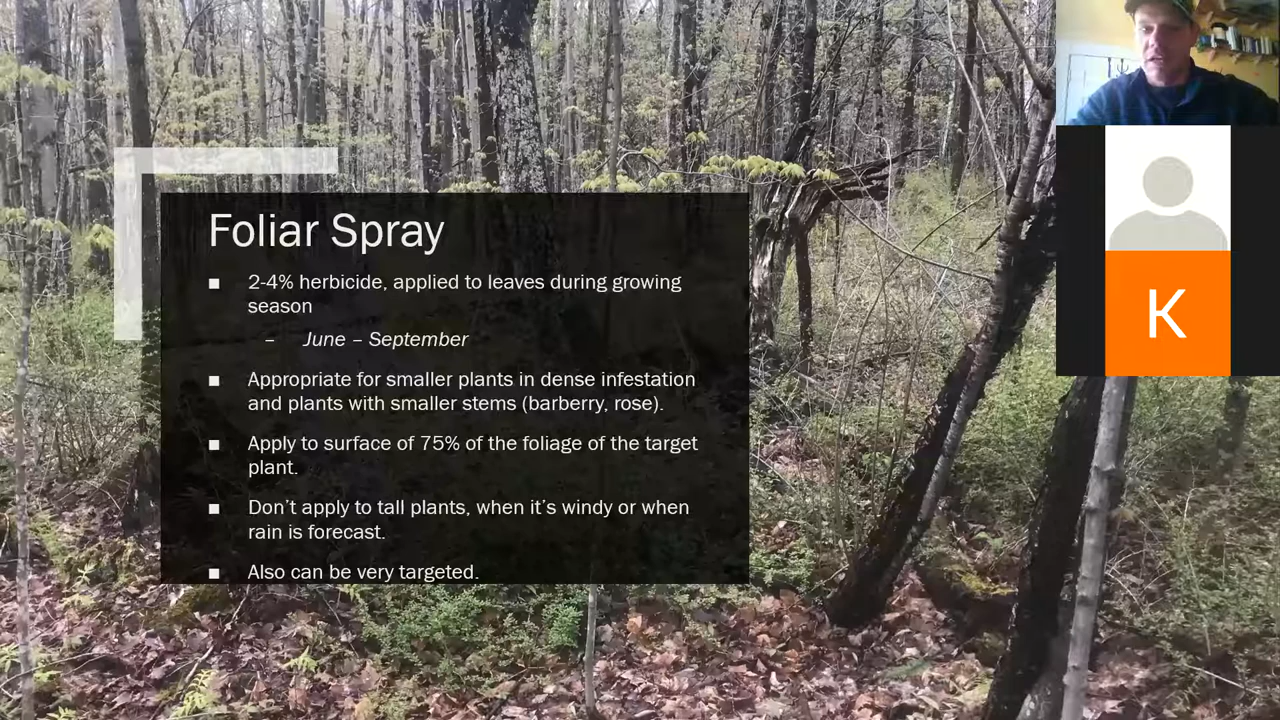 Foliar Spray
■ 2-4% herbicide, applied to leaves during growing
season
– June – September
■ Appropriate for smaller plants in dense infestation
and plants with smaller stems (barberry, rose).
■ Apply to surface of 75% of the foliage of the target
plant.
■ Don’t apply to tall plants, when it’s windy or when
rain is forecast.
■ Also can be very targeted.
K